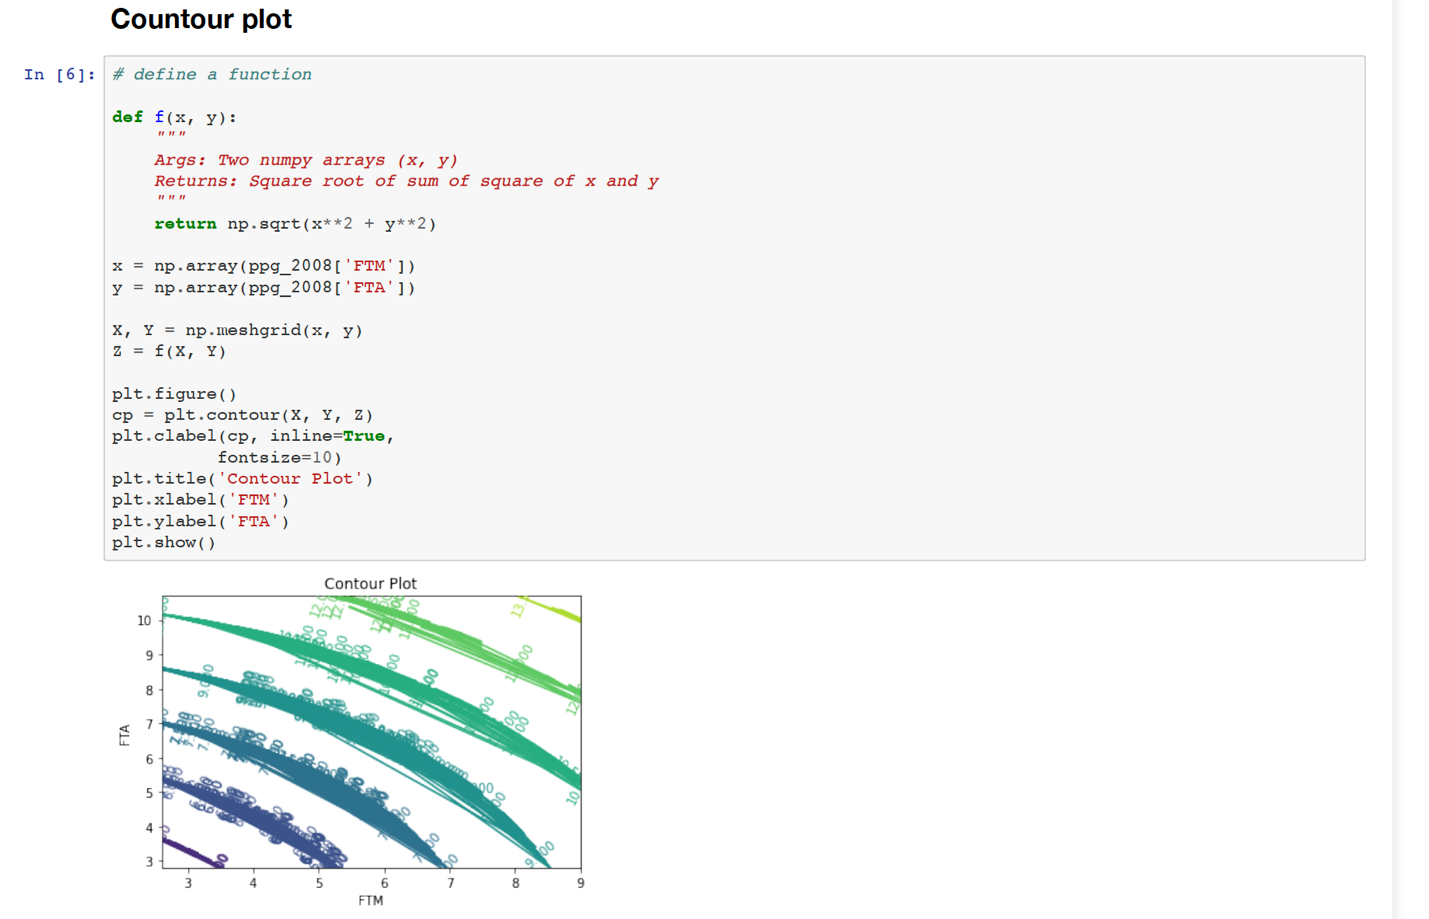 Countour plot
In [6]:
# define a function
def f(x, y):
"""
Args: Two numpy arrays (x, y)
Returns: Square root of sum of square of x and y
"""
return np.sqrt(x**2 + y**2)
x = np.array(ppg_2008['FTM'])
y = np.array(ppg_2008['FTA'])
X, Y = np.meshgrid(x, y)
Z = f(X, Y)
plt.figure()
cp = plt.contour(X, Y, Z)
plt.clabel(cp, inline=True,
fontsize=10)
plt.title('Contour Plot')
plt.xlabel('FTM')
plt.ylabel('FTA')
plt.show()
Contour Plot
10
9
8
7
6
5
4
3
FTA
3 4 5 6 7 8 9
FTM